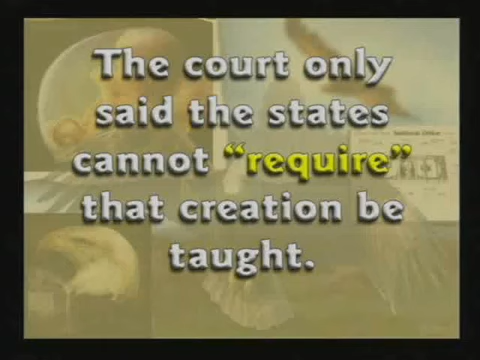 The court only
said the states
cannot “require”
that creation be
taught.